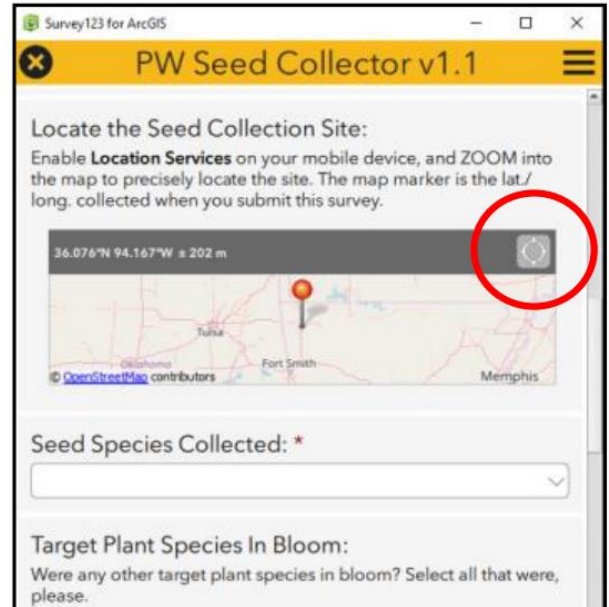 Survey123 for ArcGIS
PW Seed Collector v1.1
Locate the Seed Collection Site:
Enable Location Services on your mobile device, and ZOOM into
the map to precisely locate the site. The map marker is the lat./
long. collected when you submit this survey.
36.076°N 94.167°W ± 202 m
Tulsa
Oklahoma
Fort Smith
© OpenStreetMap contributors
Memphis
Seed Species Collected: *
Target Plant Species In Bloom:
Were any other target plant species in bloom? Select all that were,
please.